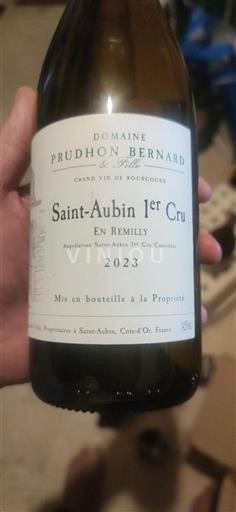 DOMAINE
PRUDHON BERNARD
& Fille
GRAND VIN DE BOURGOGNE
Saint-Aubin 1er Cru
EN REMILLY
Appellation Saint-Aubin 1er Cru Contrôlée
VINIOU
2023
Mis en bouteille à la Propriété
Propriétaires à Saint-Aubin, Côte-d'Or, France